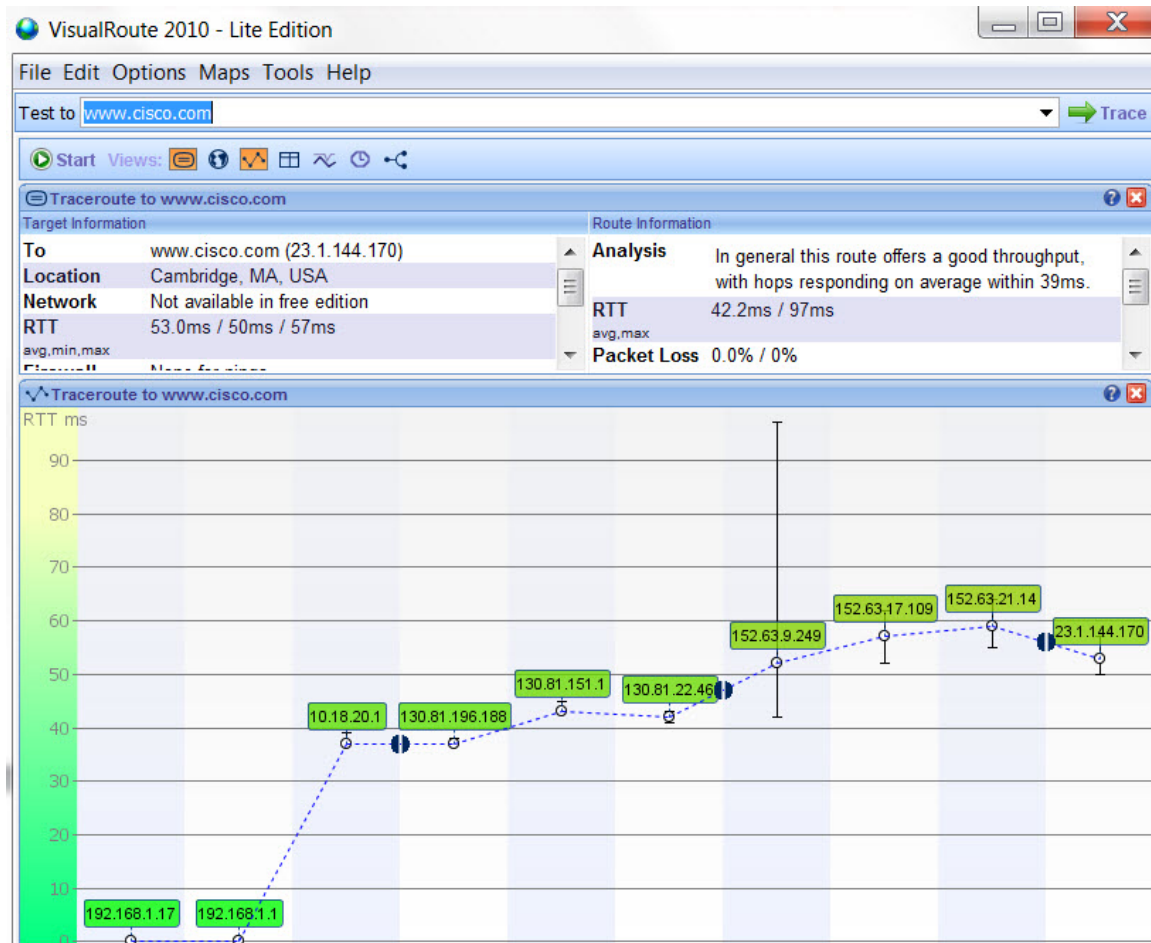 VisualRoute 2010 - Lite Edition
File Edit Options Maps Tools Help
Test to www.cisco.com Trace
Start Views:
Traceroute to www.cisco.com
Target Information
To www.cisco.com (23.1.144.170)
Location Cambridge, MA, USA
Network Not available in free edition
RTT 53.0ms / 50ms / 57ms
avg,min,max
Route Information
Analysis In general this route offers a good throughput,
with hops responding on average within 39ms.
RTT 42.2ms / 97ms
avg,max
Packet Loss 0.0% / 0%
Traceroute to www.cisco.com
RTT ms
90
80
70
60
50
40
30
20
10
0
192.168.1.17
192.168.1.1
10.18.20.1
130.81.196.188
130.81.151.1
130.81.22.46
152.63.9.249
152.63.17.109
152.63.21.14
23.1.144.170